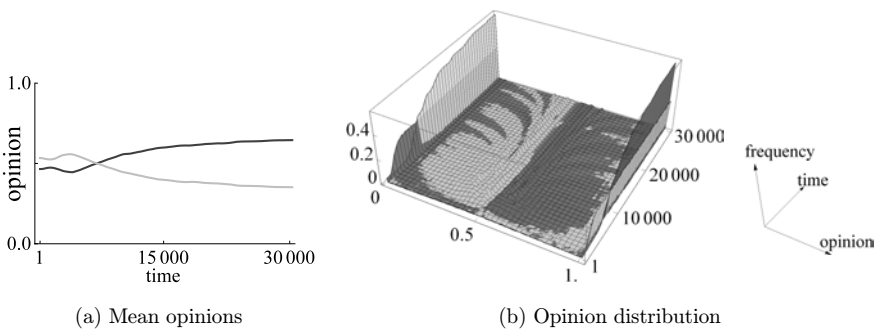 1.0
opinion
0.0
1
15 000
30 000
time
(a) Mean opinions
0.4
0.2
0
0
0.5
1.
1
10 000
20 000
30 000
frequency
time
opinion
(b) Opinion distribution